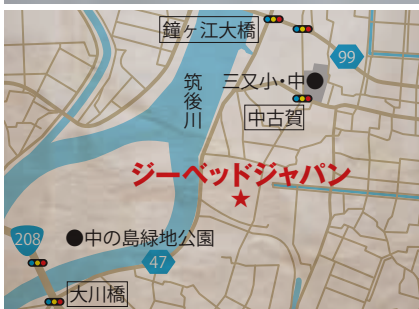 鐘ヶ江大橋
99
三又小・中
筑後川
中古賀
ジーベッドジャパン
208
中の島緑地公園
47
大川橋